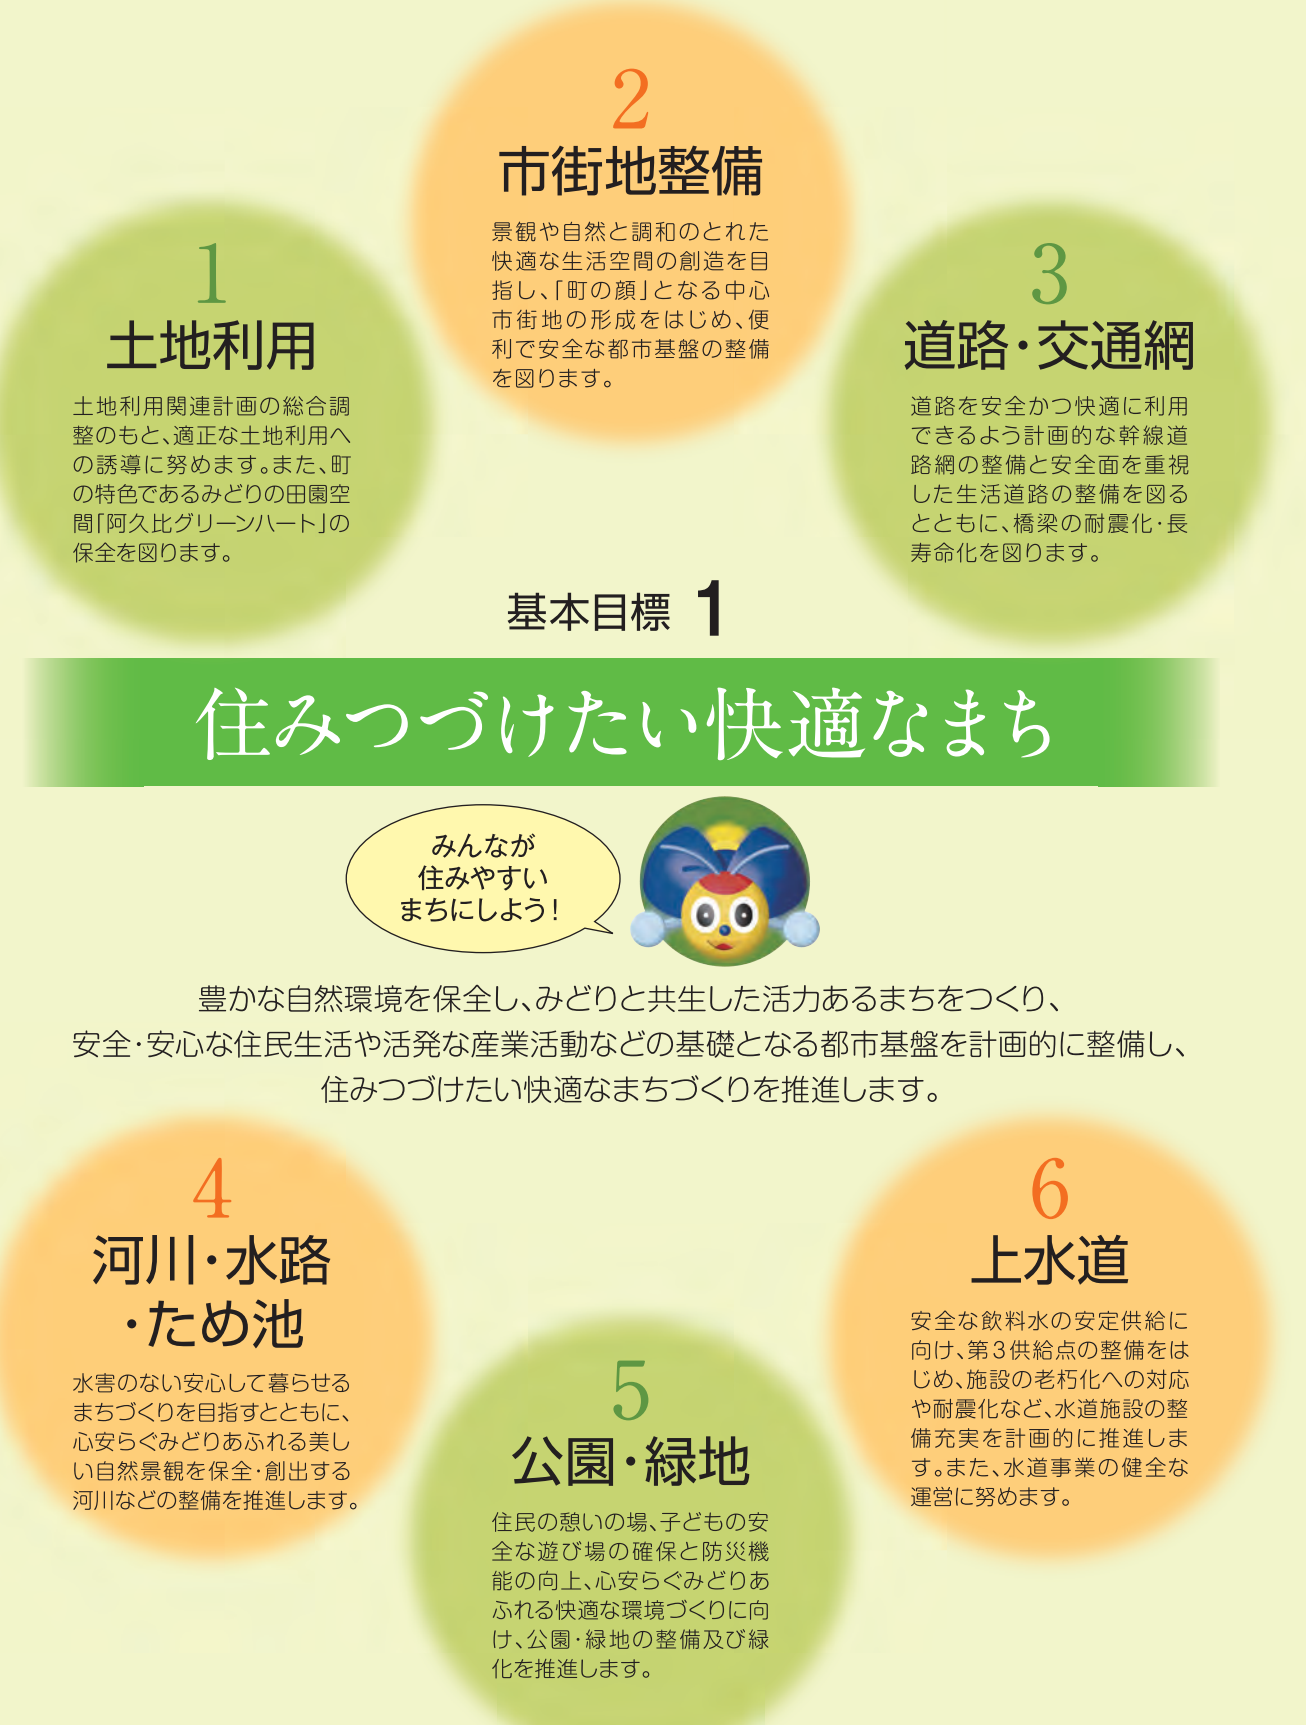 1
土地利用
土地利用関連計画の総合調
整のもと、適正な土地利用へ
の誘導に努めます。また、町
の特色であるみどりの田園空
間「阿久比グリーンハート」の
保全を図ります。
2
市街地整備
景観や自然と調和のとれた
快適な生活空間の創造を目
指し、「町の顔」となる中心
市街地の形成をはじめ、便
利で安全な都市基盤の整備
を図ります。
3
道路・交通網
道路を安全かつ快適に利用
できるよう計画的な幹線道
路網の整備と安全面を重視
した生活道路の整備を図る
とともに、橋梁の耐震化・長
寿命化を図ります。
基本目標 1
住みつづけたい快適なまち
みんなが
住みやすい
まちにしよう！
豊かな自然環境を保全し、みどりと共生した活力あるまちをつくり、
安全・安心な住民生活や活発な産業活動などの基礎となる都市基盤を計画的に整備し、
住みつづけたい快適なまちづくりを推進します。
4
河川・水路
・ため池
水害のない安心して暮らせる
まちづくりを目指すとともに、
心安らぐみどりあふれる美し
い自然景観を保全・創出する
河川などの整備を推進します。
5
公園・緑地
住民の憩いの場、子どもの安
全な遊び場の確保と防災機
能の向上、心安らぐみどりあ
ふれる快適な環境づくりに向
け、公園・緑地の整備及び緑
化を推進します。
6
上水道
安全な飲料水の安定供給に
向け、第3供給点の整備をは
じめ、施設の老朽化への対応
や耐震化など、水道施設の整
備充実を計画的に推進しま
す。また、水道事業の健全な
運営に努めます。